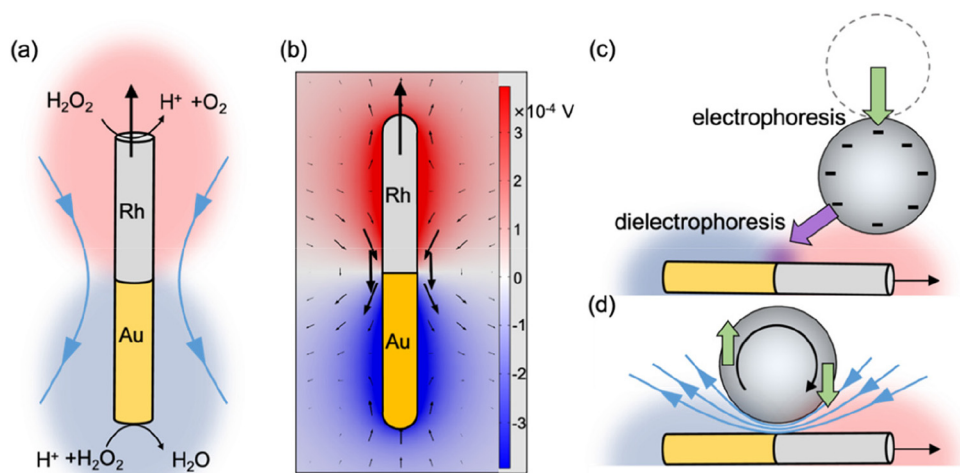 (a)
H₂O₂
H⁺ +O₂
Rh
Au
H⁺ +H₂O₂
H₂O
(b)
×10⁻⁴ V
3
2
1
0
-1
-2
-3
Rh
Au
(c)
electrophoresis
dielectrophoresis
(d)